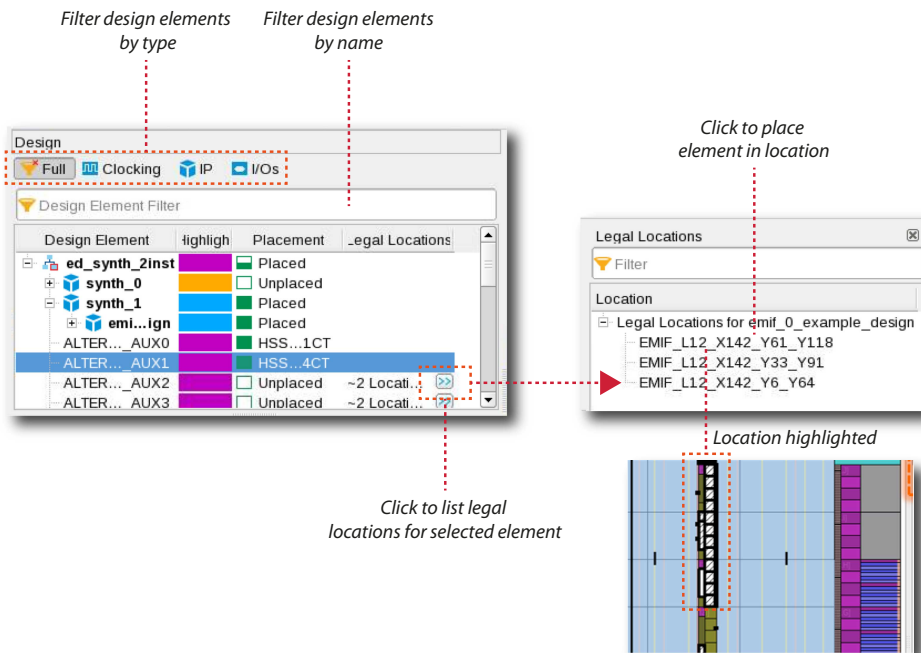 Filter design elements
by type
Filter design elements
by name
Design
Full Clocking IP I/Os
Design Element Filter
Design Element Highligh Placement Legal Locations
ed_synth_2inst Placed
synth_0 Unplaced
synth_1 Placed
emi...ign Placed
ALTER..._AUX0 HSS...1CT
ALTER..._AUX1 HSS...4CT
ALTER..._AUX2 Unplaced ~2 Locati... >>
ALTER..._AUX3 Unplaced ~2 Locati... >>
Click to list legal
locations for selected element
Click to place
element in location
Legal Locations
Filter
Location
Legal Locations for emif_0_example_design
EMIF_L12_X142_Y61_Y118
EMIF_L12_X142_Y33_Y91
EMIF_L12_X142_Y6_Y64
Location highlighted